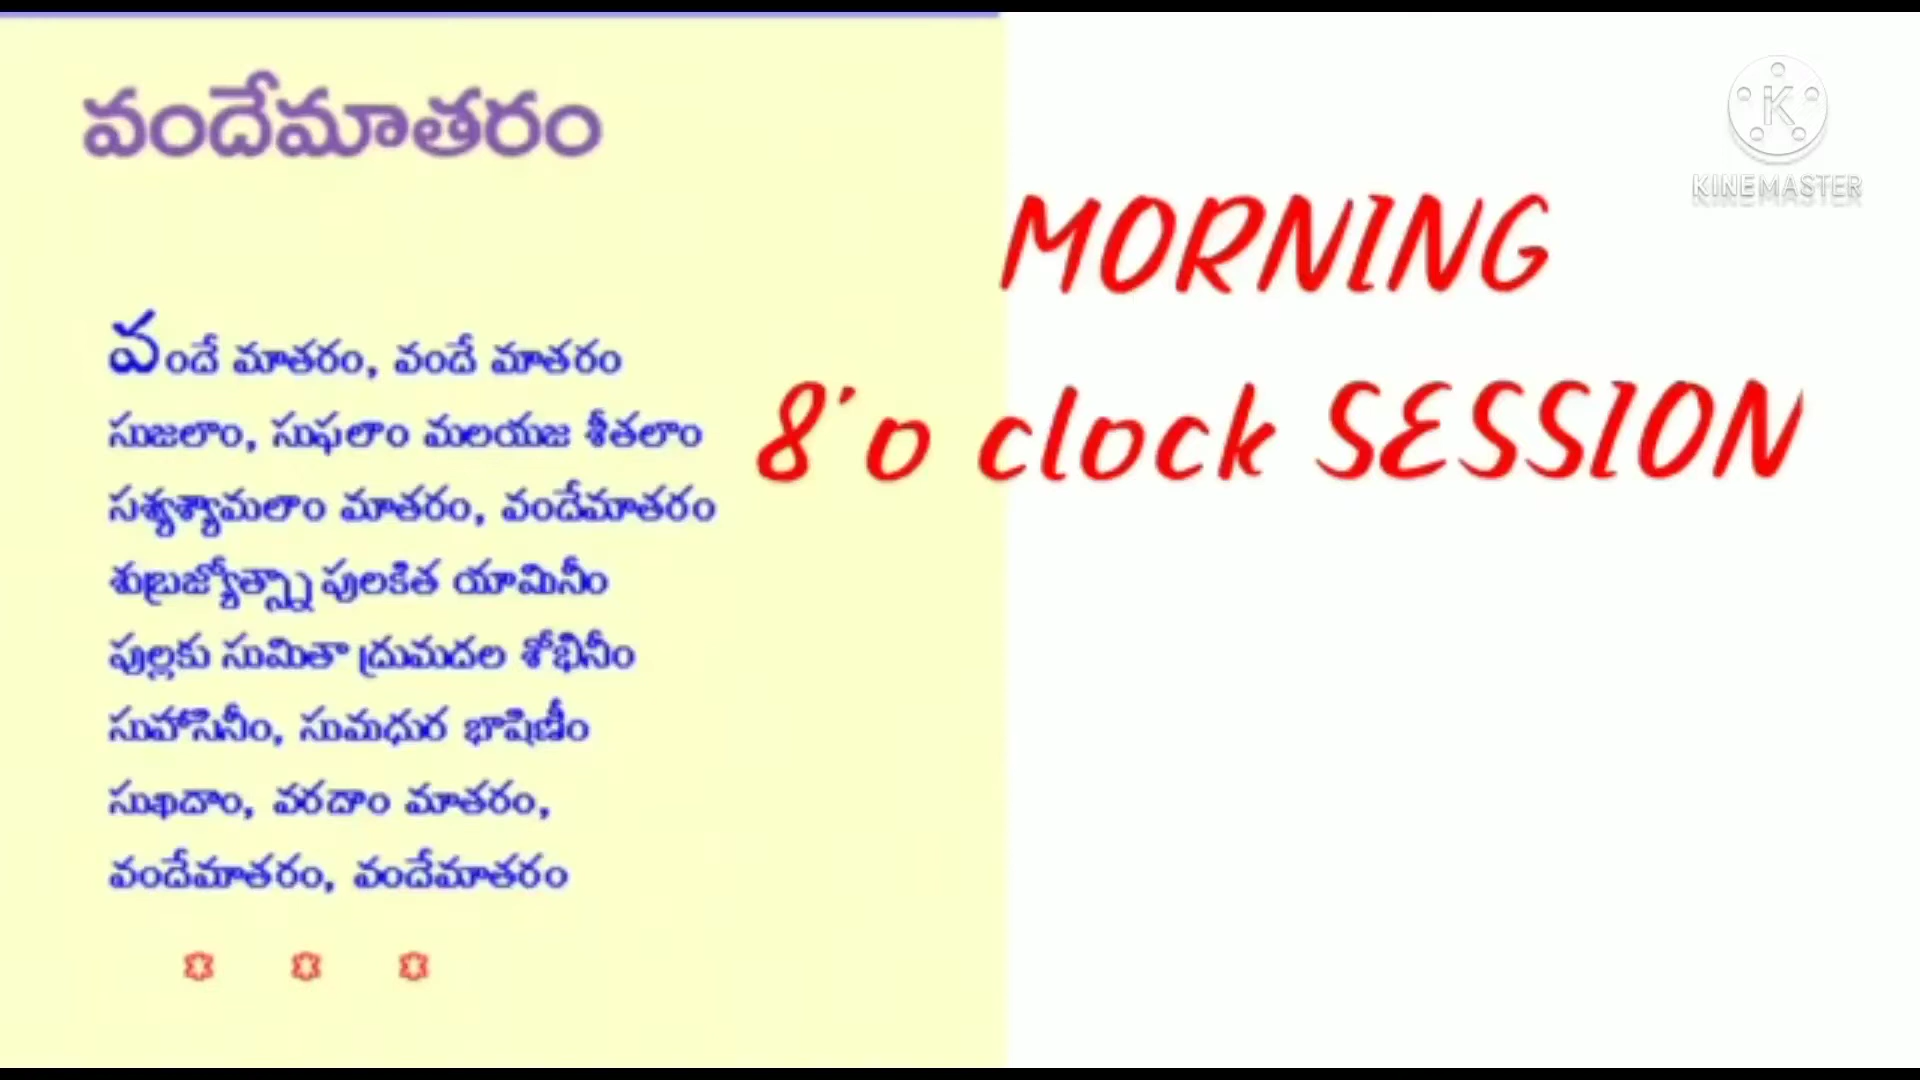 వందేమాతరం
వందే మాతరం, వందే మాతరం
సుజలాం, సుఫలాం మలయజ శీతలాం
సశ్యశ్యామలాం మాతరం, వందేమాతరం
శుబ్రజ్యోత్స్నా పులకిత యామినీం
పుల్లకు సుమితా ద్రుమదల శోభినీం
సుహాసినీం, సుమధుర భాషిణీం
సుఖదాం, వరదాం మాతరం,
వందేమాతరం, వందేమాతరం
MORNING
8'o clock SESSION
K
KINEMASTER